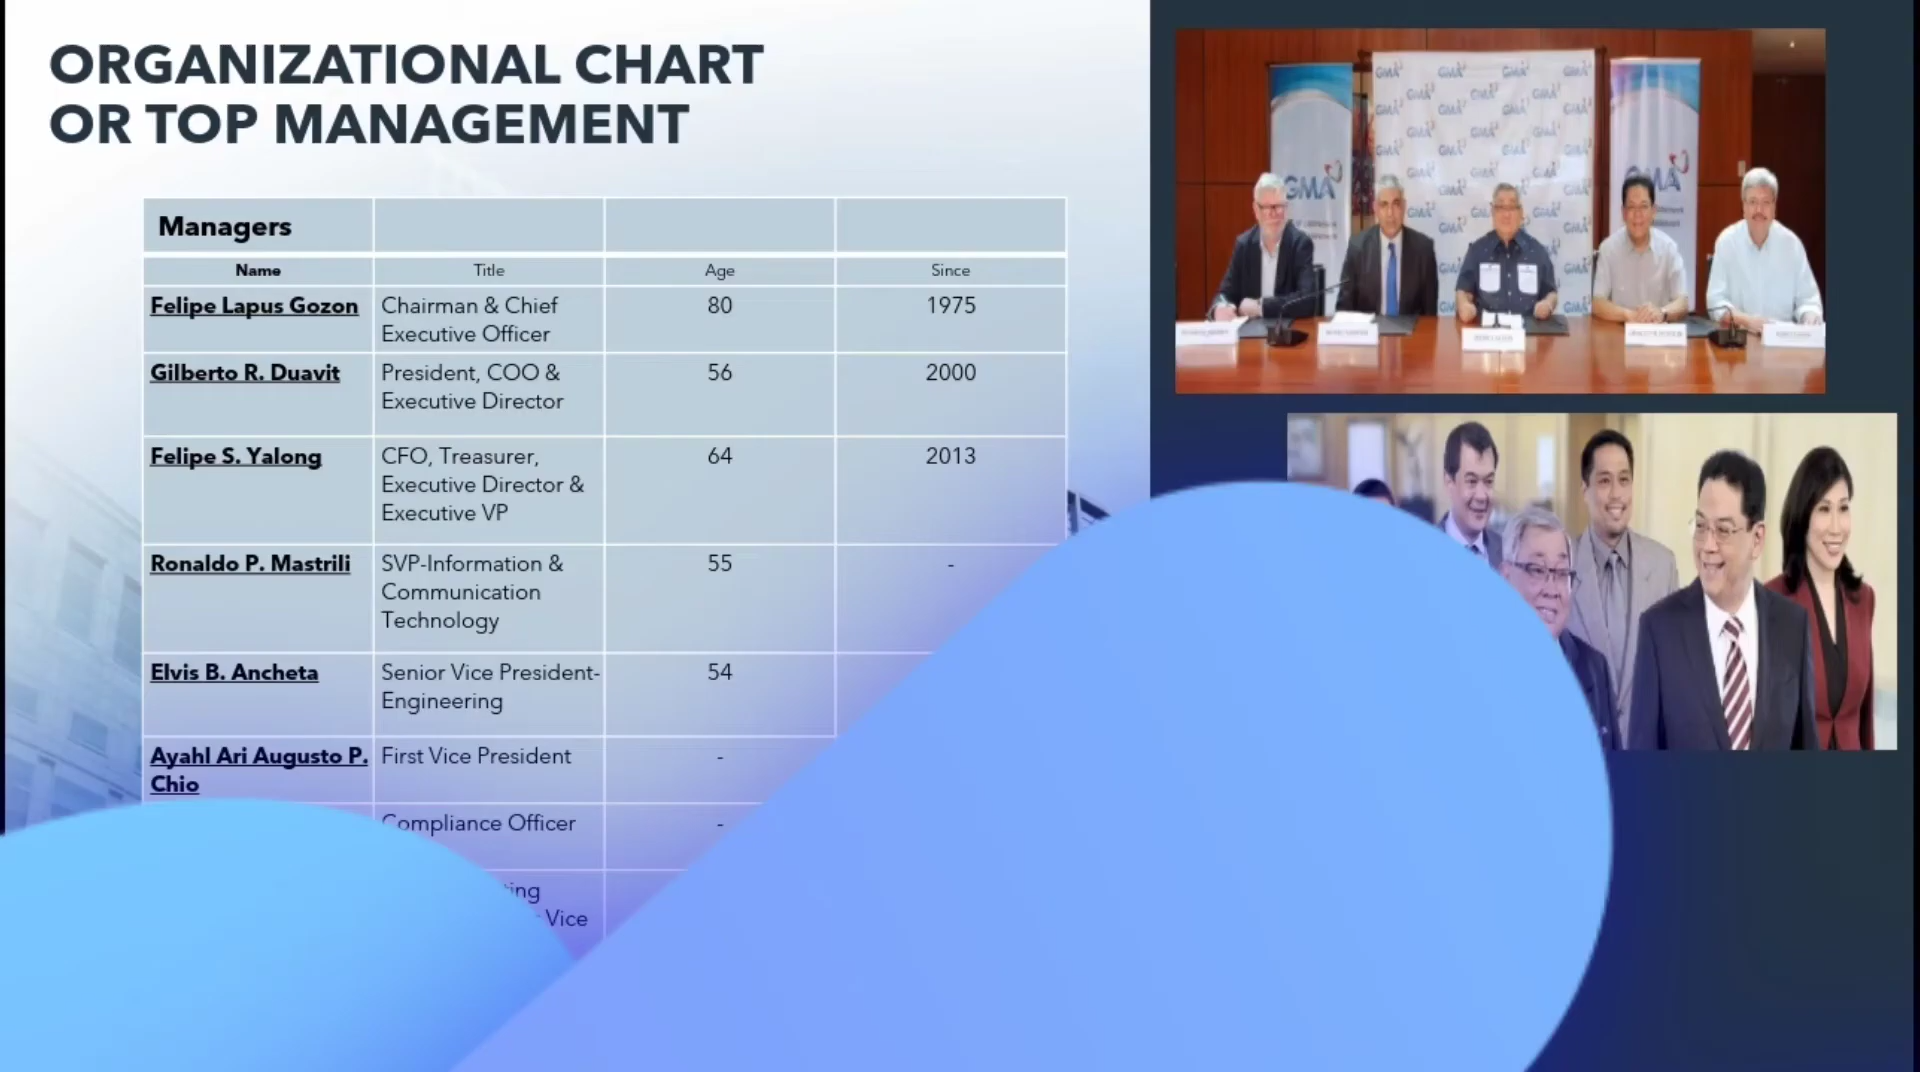 ORGANIZATIONAL CHART
OR TOP MANAGEMENT
Managers
Name Title Age Since
Felipe Lapus Gozon Chairman & Chief 80 1975
Executive Officer
Gilberto R. Duavit President, COO & 56 2000
Executive Director
Felipe S. Yalong CFO, Treasurer, 64 2013
Executive Director &
Executive VP
Ronaldo P. Mastrili SVP-Information & 55 -
Communication
Technology
Elvis B. Ancheta Senior Vice President- 54
Engineering
Ayahl Ari Augusto P. First Vice President -
Chio
Compliance Officer -
Vice
GMA
GMA